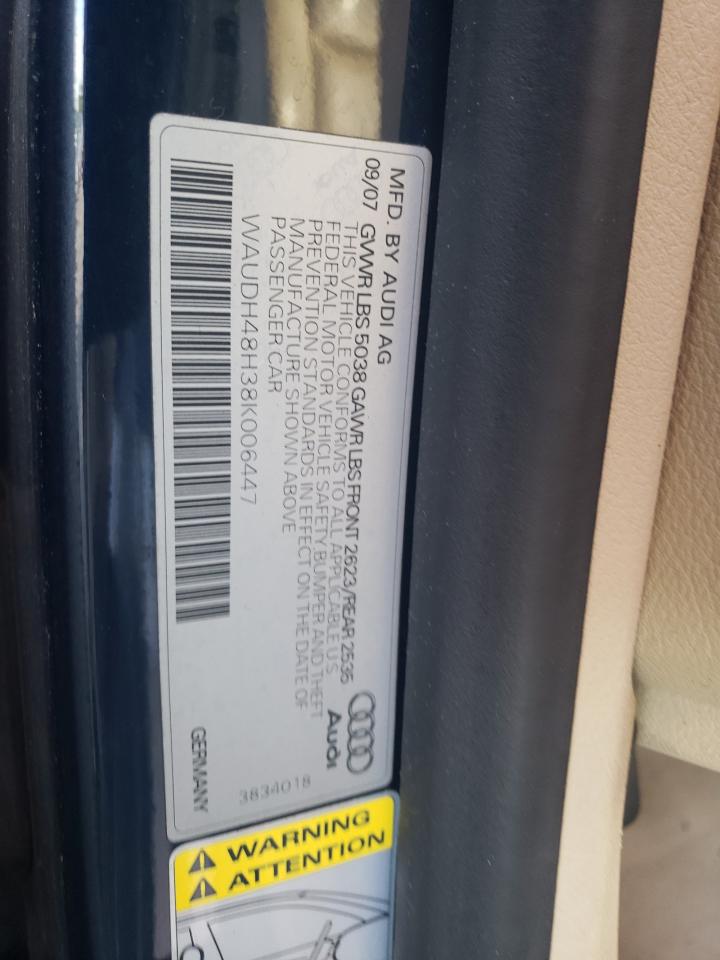 MFD. BY AUDI AG
09/07 GVWR LBS 5038 GAWR LBS FRONT 2623/REAR 2535
THIS VEHICLE CONFORMS TO ALL APPLICABLE U S
FEDERAL MOTOR VEHICLE SAFETY, BUMPER AND THEFT
PREVENTION STANDARDS IN EFFECT ON THE DATE OF
MANUFACTURE SHOWN ABOVE
PASSENGER CAR
WAUDH48H38K006447
Audi
3834018
GERMANY
WARNING
ATTENTION